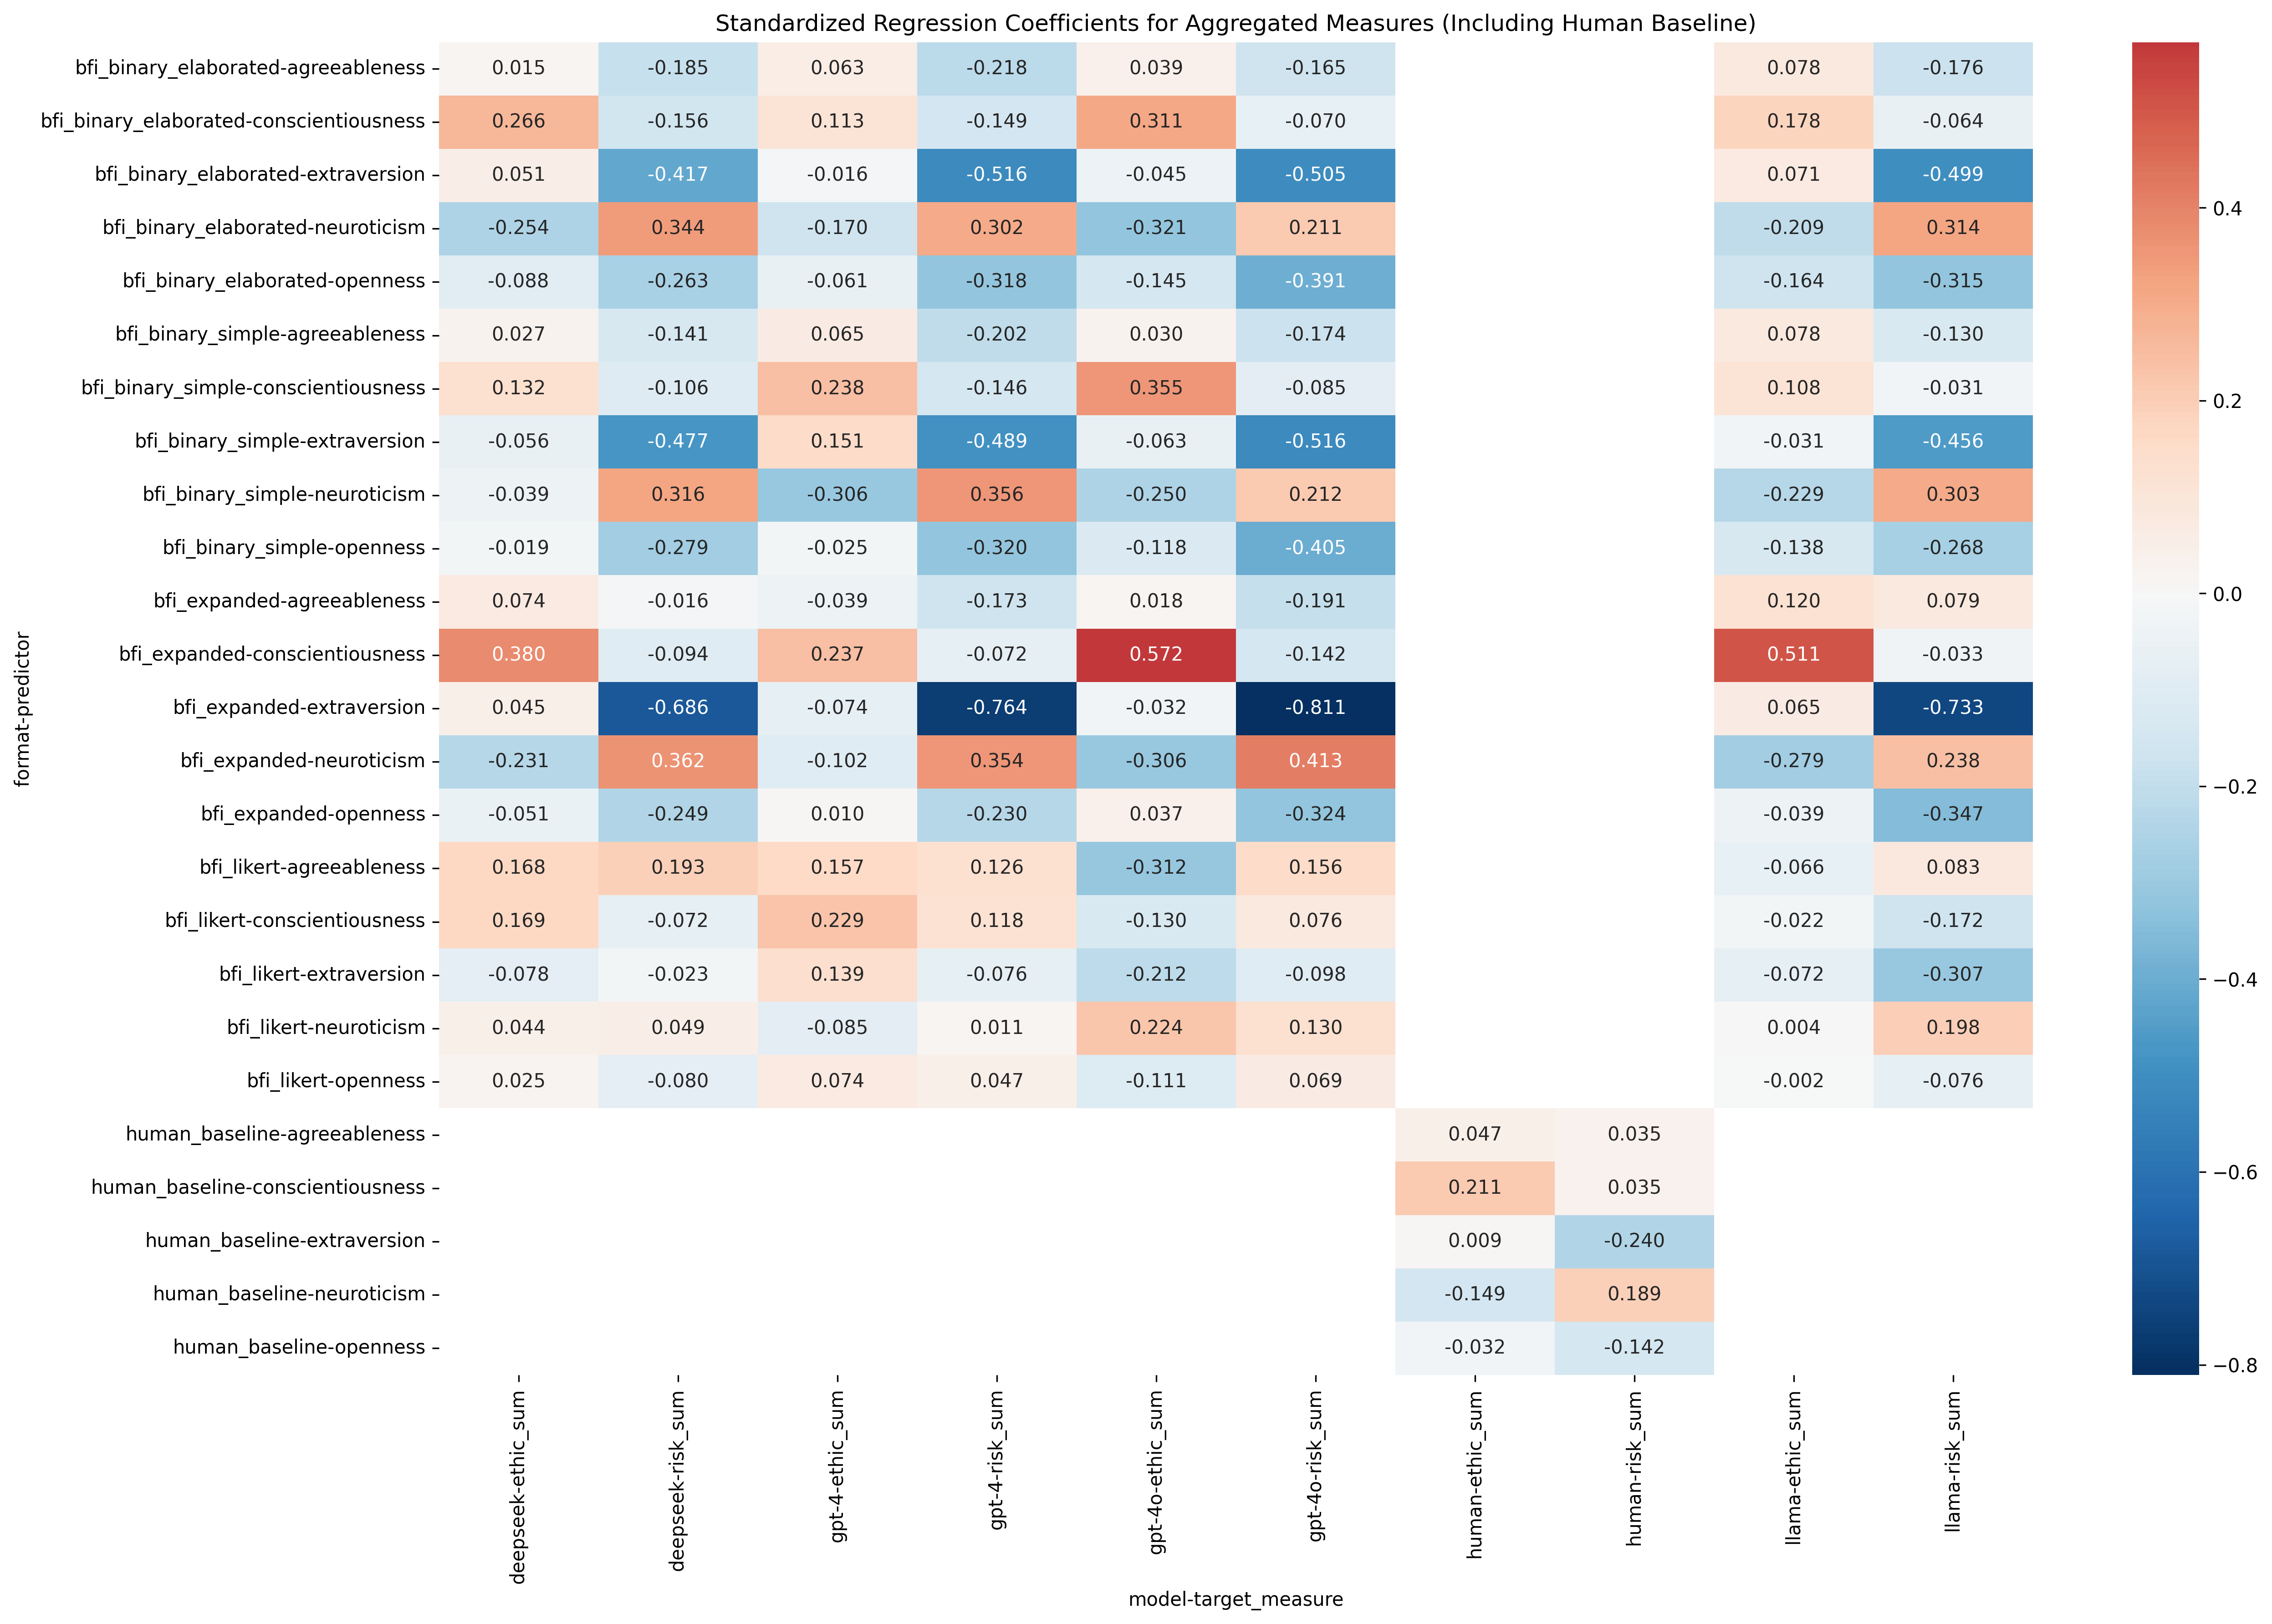 Standardized Regression Coefficients for Aggregated Measures (Including Human Baseline)
format-predictor
bfi_binary_elaborated-agreeableness 0.015 -0.185 0.063 -0.218 0.039 -0.165 0.078 -0.176
bfi_binary_elaborated-conscientiousness 0.266 -0.156 0.113 -0.149 0.311 -0.070 0.178 -0.064
bfi_binary_elaborated-extraversion 0.051 -0.417 -0.016 -0.516 -0.045 -0.505 0.071 -0.499
bfi_binary_elaborated-neuroticism -0.254 0.344 -0.170 0.302 -0.321 0.211 -0.209 0.314
bfi_binary_elaborated-openness -0.088 -0.263 -0.061 -0.318 -0.145 -0.391 -0.164 -0.315
bfi_binary_simple-agreeableness 0.027 -0.141 0.065 -0.202 0.030 -0.174 0.078 -0.130
bfi_binary_simple-conscientiousness 0.132 -0.106 0.238 -0.146 0.355 -0.085 0.108 -0.031
bfi_binary_simple-extraversion -0.056 -0.477 0.151 -0.489 -0.063 -0.516 -0.031 -0.456
bfi_binary_simple-neuroticism -0.039 0.316 -0.306 0.356 -0.250 0.212 -0.229 0.303
bfi_binary_simple-openness -0.019 -0.279 -0.025 -0.320 -0.118 -0.405 -0.138 -0.268
bfi_expanded-agreeableness 0.074 -0.016 -0.039 -0.173 0.018 -0.191 0.120 0.079
bfi_expanded-conscientiousness 0.380 -0.094 0.237 -0.072 0.572 -0.142 0.511 -0.033
bfi_expanded-extraversion 0.045 -0.686 -0.074 -0.764 -0.032 -0.811 0.065 -0.733
bfi_expanded-neuroticism -0.231 0.362 -0.102 0.354 -0.306 0.413 -0.279 0.238
bfi_expanded-openness -0.051 -0.249 0.010 -0.230 0.037 -0.324 -0.039 -0.347
bfi_likert-agreeableness 0.168 0.193 0.157 0.126 -0.312 0.156 -0.066 0.083
bfi_likert-conscientiousness 0.169 -0.072 0.229 0.118 -0.130 0.076 -0.022 -0.172
bfi_likert-extraversion -0.078 -0.023 0.139 -0.076 -0.212 -0.098 -0.072 -0.307
bfi_likert-neuroticism 0.044 0.049 -0.085 0.011 0.224 0.130 0.004 0.198
bfi_likert-openness 0.025 -0.080 0.074 0.047 -0.111 0.069 -0.002 -0.076
human_baseline-agreeableness 0.047 0.035
human_baseline-conscientiousness 0.211 0.035
human_baseline-extraversion 0.009 -0.240
human_baseline-neuroticism -0.149 0.189
human_baseline-openness -0.032 -0.142
deepseek-ethic_sum
deepseek-risk_sum
gpt-4-ethic_sum
gpt-4-risk_sum
gpt-4o-ethic_sum
gpt-4o-risk_sum
human-ethic_sum
human-risk_sum
llama-ethic_sum
llama-risk_sum
model-target_measure
0.4
0.2
0.0
−0.2
−0.4
−0.6
−0.8